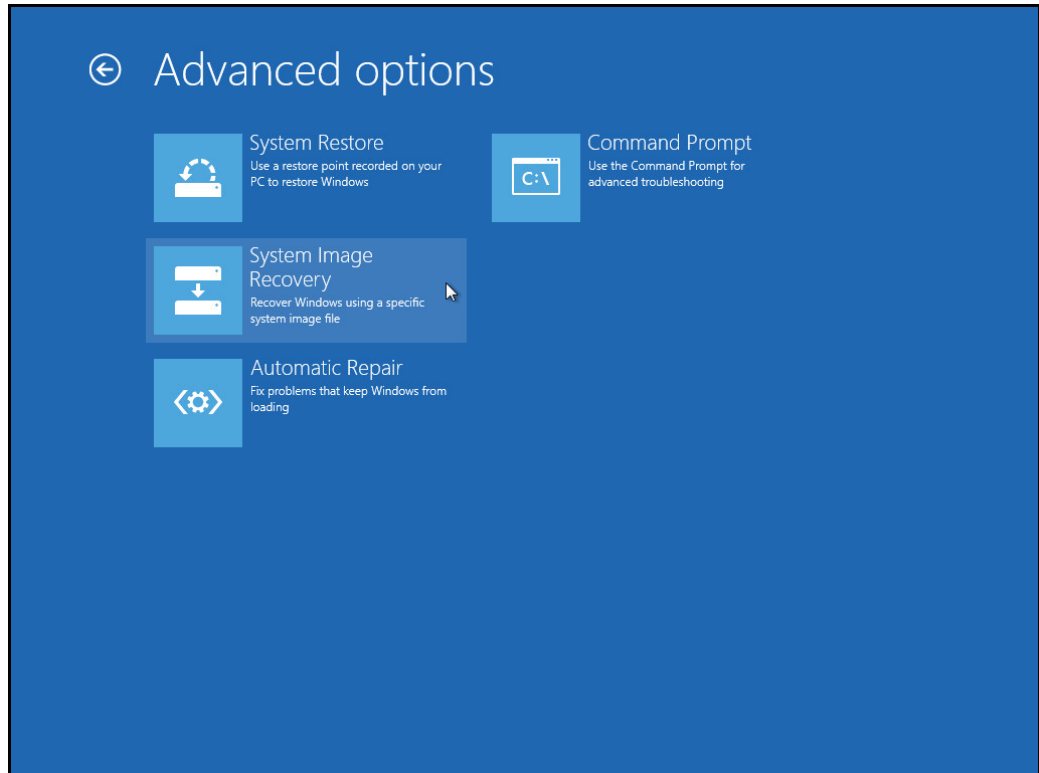 Advanced options
System Restore
Use a restore point recorded on your
PC to restore Windows
Command Prompt
Use the Command Prompt for
advanced troubleshooting
C:\
System Image
Recovery
Recover Windows using a specific
system image file
Automatic Repair
Fix problems that keep Windows from
loading